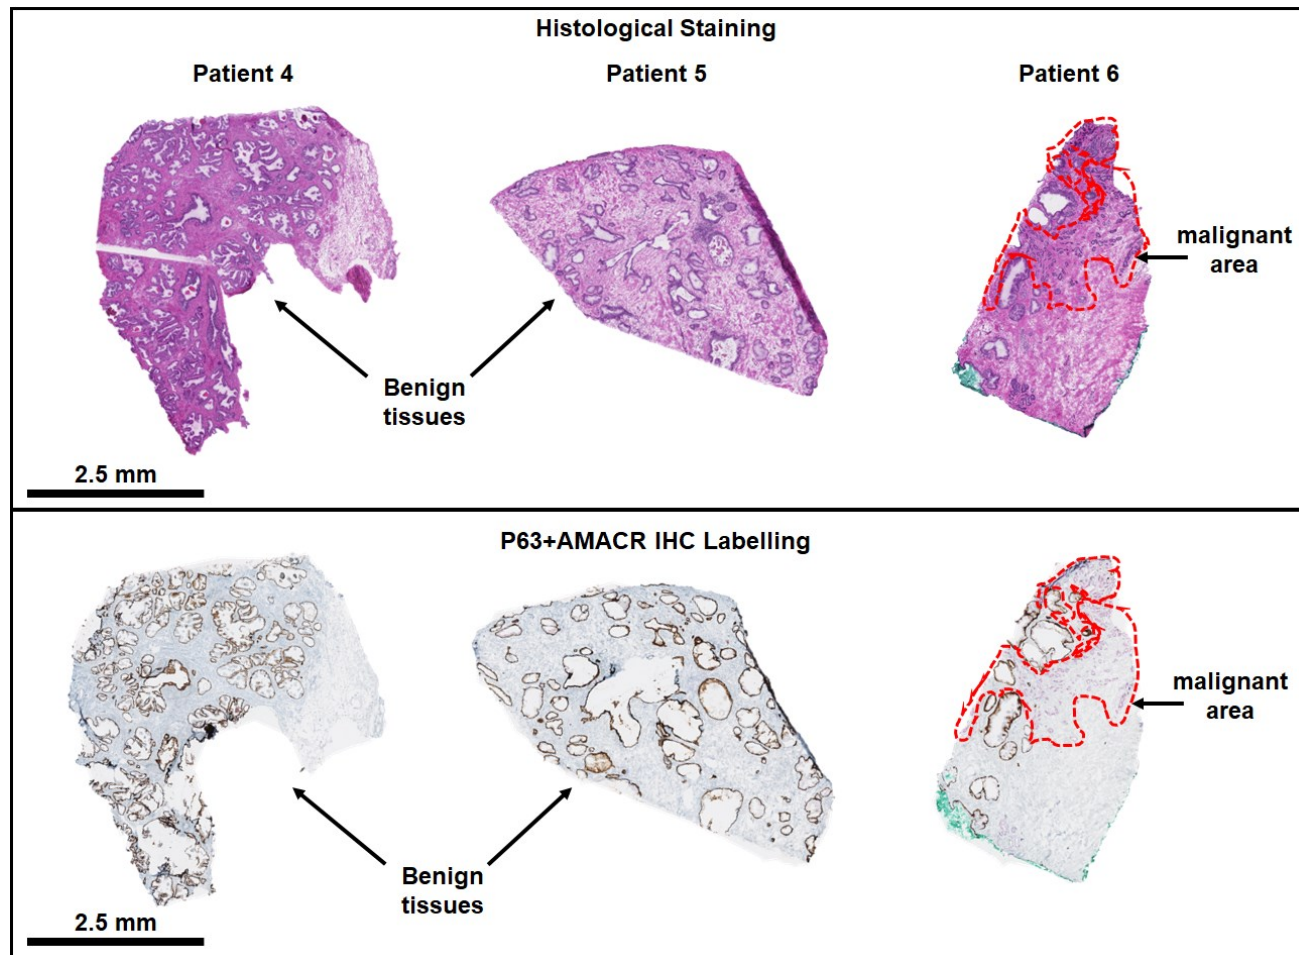 Histological Staining
Patient 4
Patient 5
Patient 6
malignant
area
Benign
tissues
2.5 mm
P63+AMACR IHC Labelling
malignant
area
Benign
tissues
2.5 mm